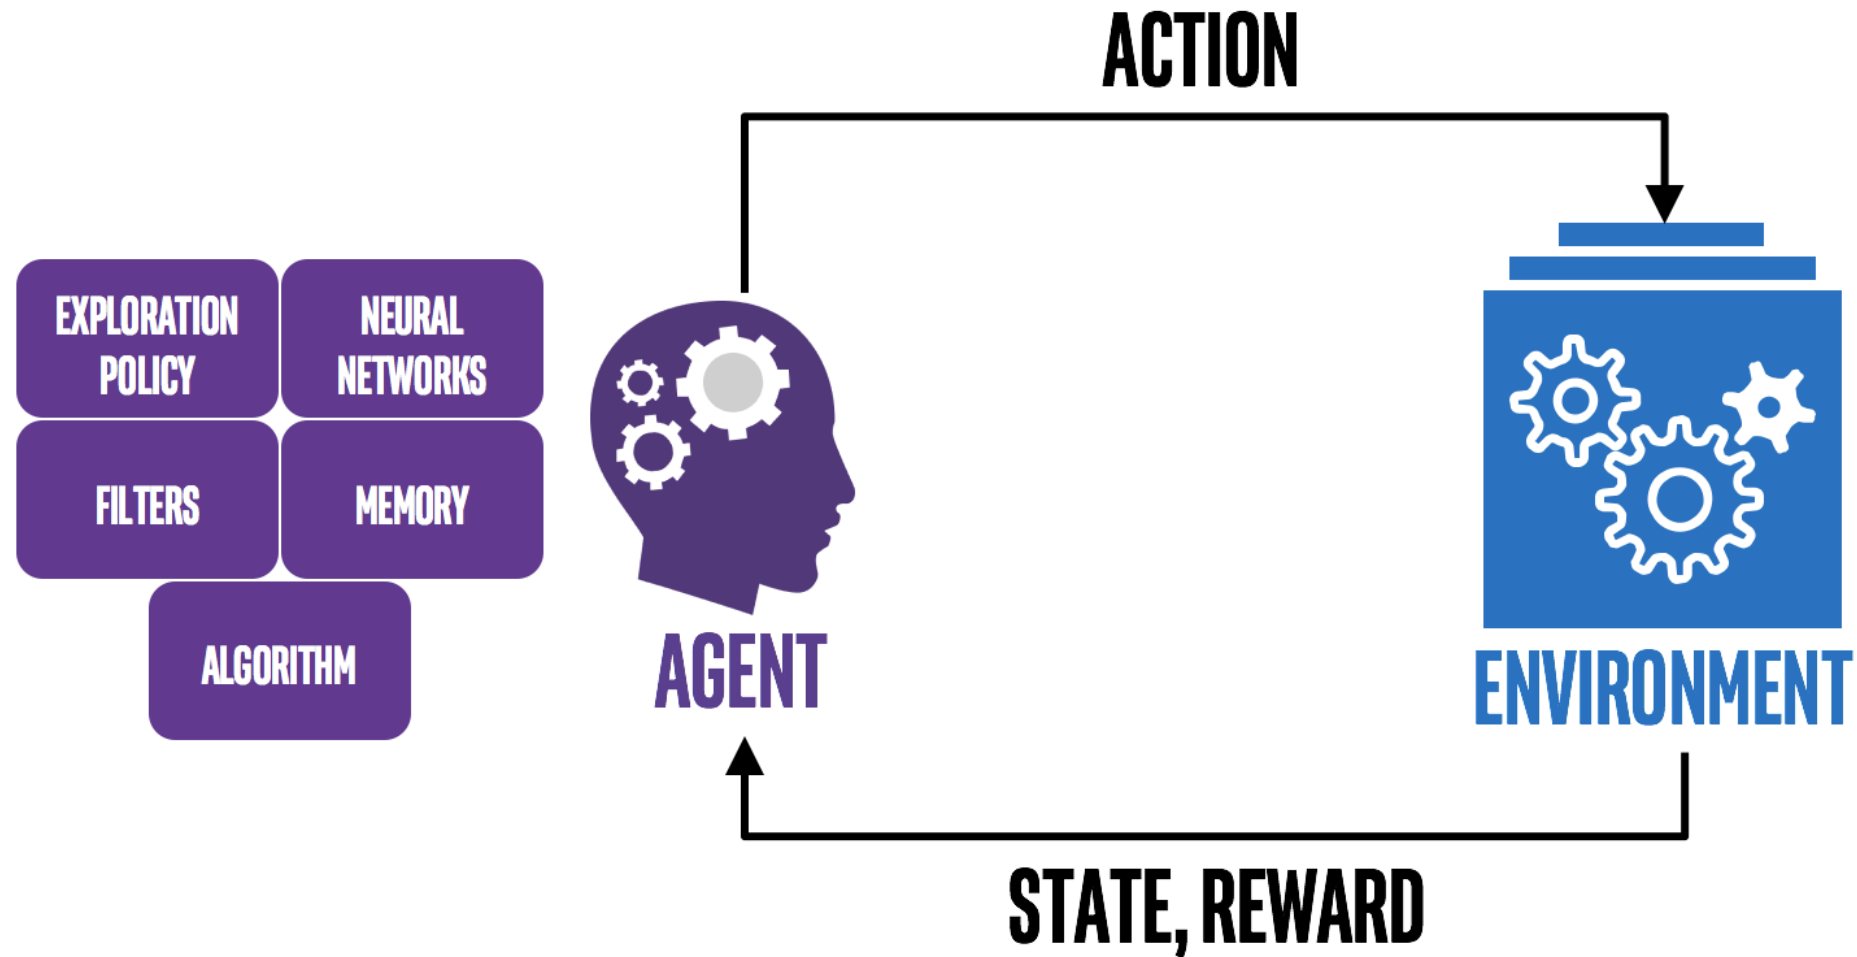 ACTION
EXPLORATION
POLICY
NEURAL
NETWORKS
FILTERS
MEMORY
ALGORITHM
AGENT
ENVIRONMENT
STATE, REWARD